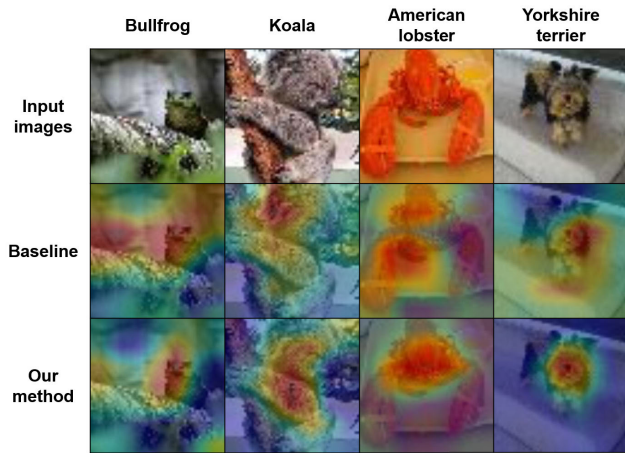 Bullfrog
Koala
American
lobster
Yorkshire
terrier
Input
images
Baseline
Our
method